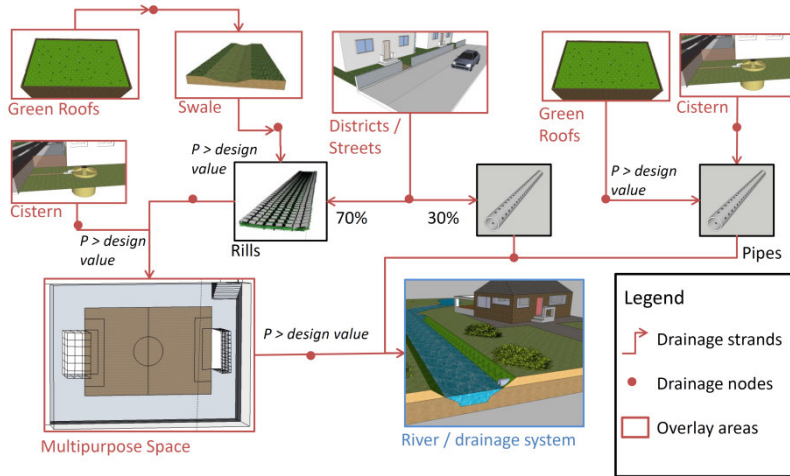 Green Roofs
Swale
Districts /
Streets
Green
Roofs
Cistern
P > design
value
P > design
value
Cistern
70%
30%
P > design
value
Rills
Pipes
P > design value
Legend
Drainage strands
Drainage nodes
Overlay areas
Multipurpose Space
River / drainage system